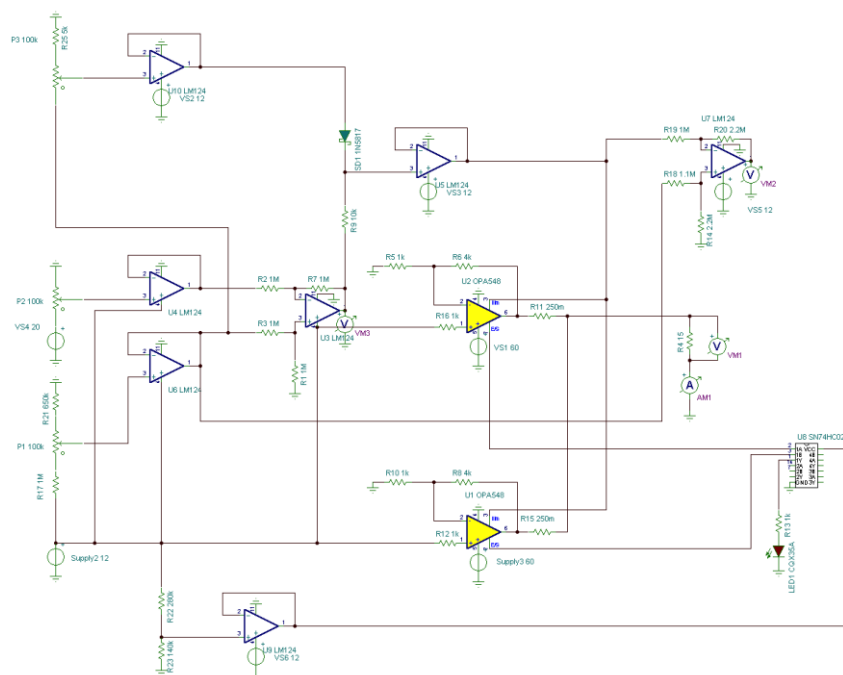 P3 100k
R25 5k
U10 LM124
VS2 12
SD1 1N5817
U5 LM124
VS3 12
R19 1M
U7 LM124
R20 2.2M
R18 1.1M
VM2
VS5 12
R14 2.2M
R9 10k
P2 100k
VS4 20
U4 LM124
R2 1M
R7 1M
R3 1M
U3 LM124
VM3
R1 1M
U6 LM124
R5 1k
R6 4k
U2 OPA548
R16 1k
R11 250m
VS1 60
R4 15
V
VM1
A
AM1
R21 650k
P1 100k
R17 1M
Supply2 12
R10 1k
R8 4k
U1 OPA548
R12 1k
R15 250m
Supply3 60
U8 SN74HC02
1A VCC
GND 3Y
R13 1k
LED1 CQX35A
R22 280k
R23 140k
U9 LM124
VS6 12